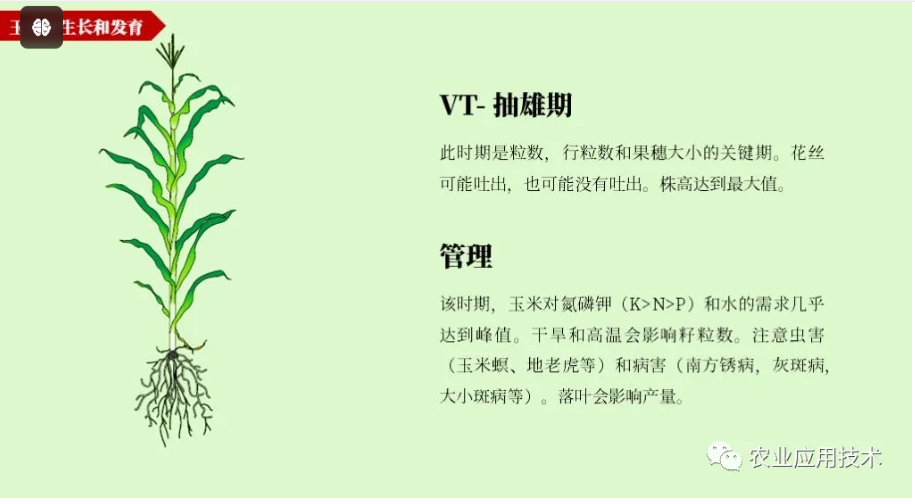 玉
生长和发育
VT- 抽雄期
此时期是粒数，行粒数和果穗大小的关键期。花丝
可能吐出，也可能没有吐出。株高达到最大值。
管理
该时期，玉米对氮磷钾（K>N>P）和水的需求几乎
达到峰值。干旱和高温会影响籽粒数。注意虫害
（玉米螟、地老虎等）和病害（南方锈病，灰斑病，
大小斑病等）。落叶会影响产量。
农业应用技术